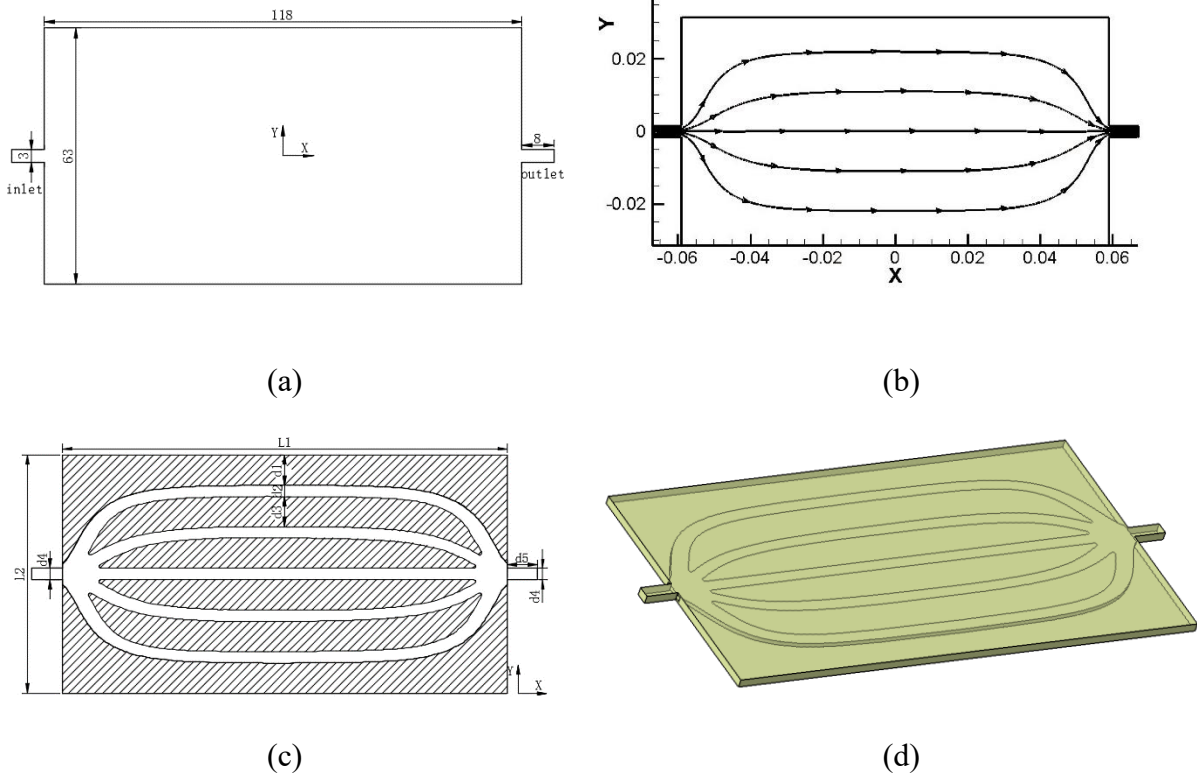 118
63
3
inlet
Y
X
8
outlet
(a)
Y
0.02
0
-0.02
-0.06 -0.04 -0.02 0 0.02 0.04 0.06
X
(b)
L1
L2
d1
d2
d3
d4
d5
d4
Y
X
(c)
(d)